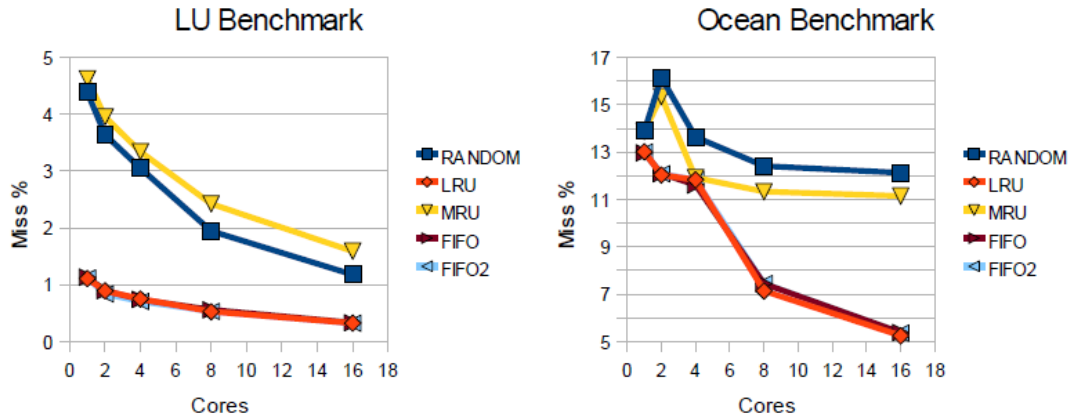 LU Benchmark
Miss %
5
4
3
2
1
0
0 2 4 6 8 10 12 14 16 18
Cores
RANDOM
LRU
MRU
FIFO
FIFO2
Ocean Benchmark
Miss %
17
15
13
11
9
7
5
0 2 4 6 8 10 12 14 16 18
Cores
RANDOM
LRU
MRU
FIFO
FIFO2